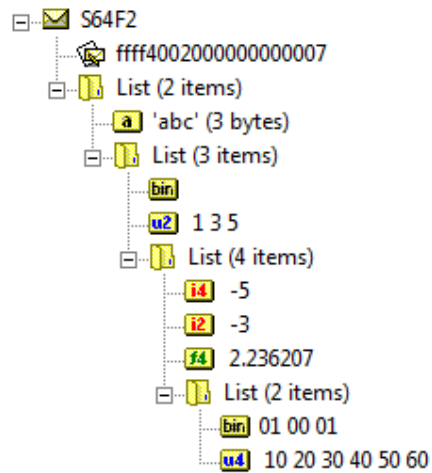 S64F2
ffff4002000000000007
List (2 items)
a 'abc' (3 bytes)
List (3 items)
bin
u2 1 3 5
List (4 items)
i4 -5
i2 -3
f4 2.236207
List (2 items)
bin 01 00 01
u4 10 20 30 40 50 60